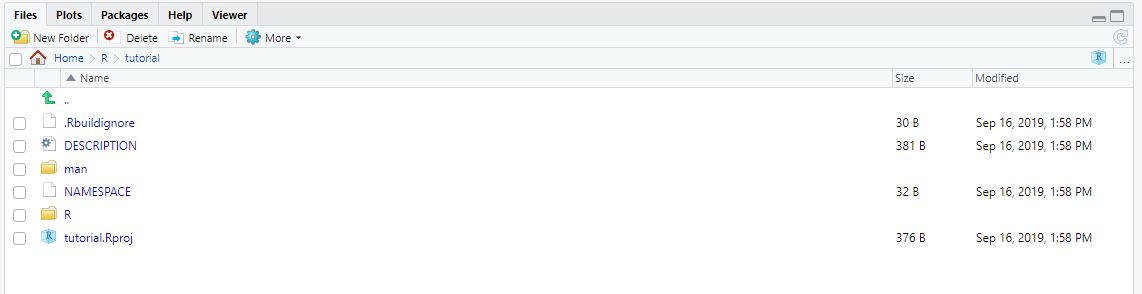 Files Plots Packages Help Viewer
New Folder Delete Rename More
Home R tutorial R ...
Name Size Modified
..
.Rbuildignore 30 B Sep 16, 2019, 1:58 PM
DESCRIPTION 381 B Sep 16, 2019, 1:58 PM
man
NAMESPACE 32 B Sep 16, 2019, 1:58 PM
R
tutorial.Rproj 376 B Sep 16, 2019, 1:58 PM